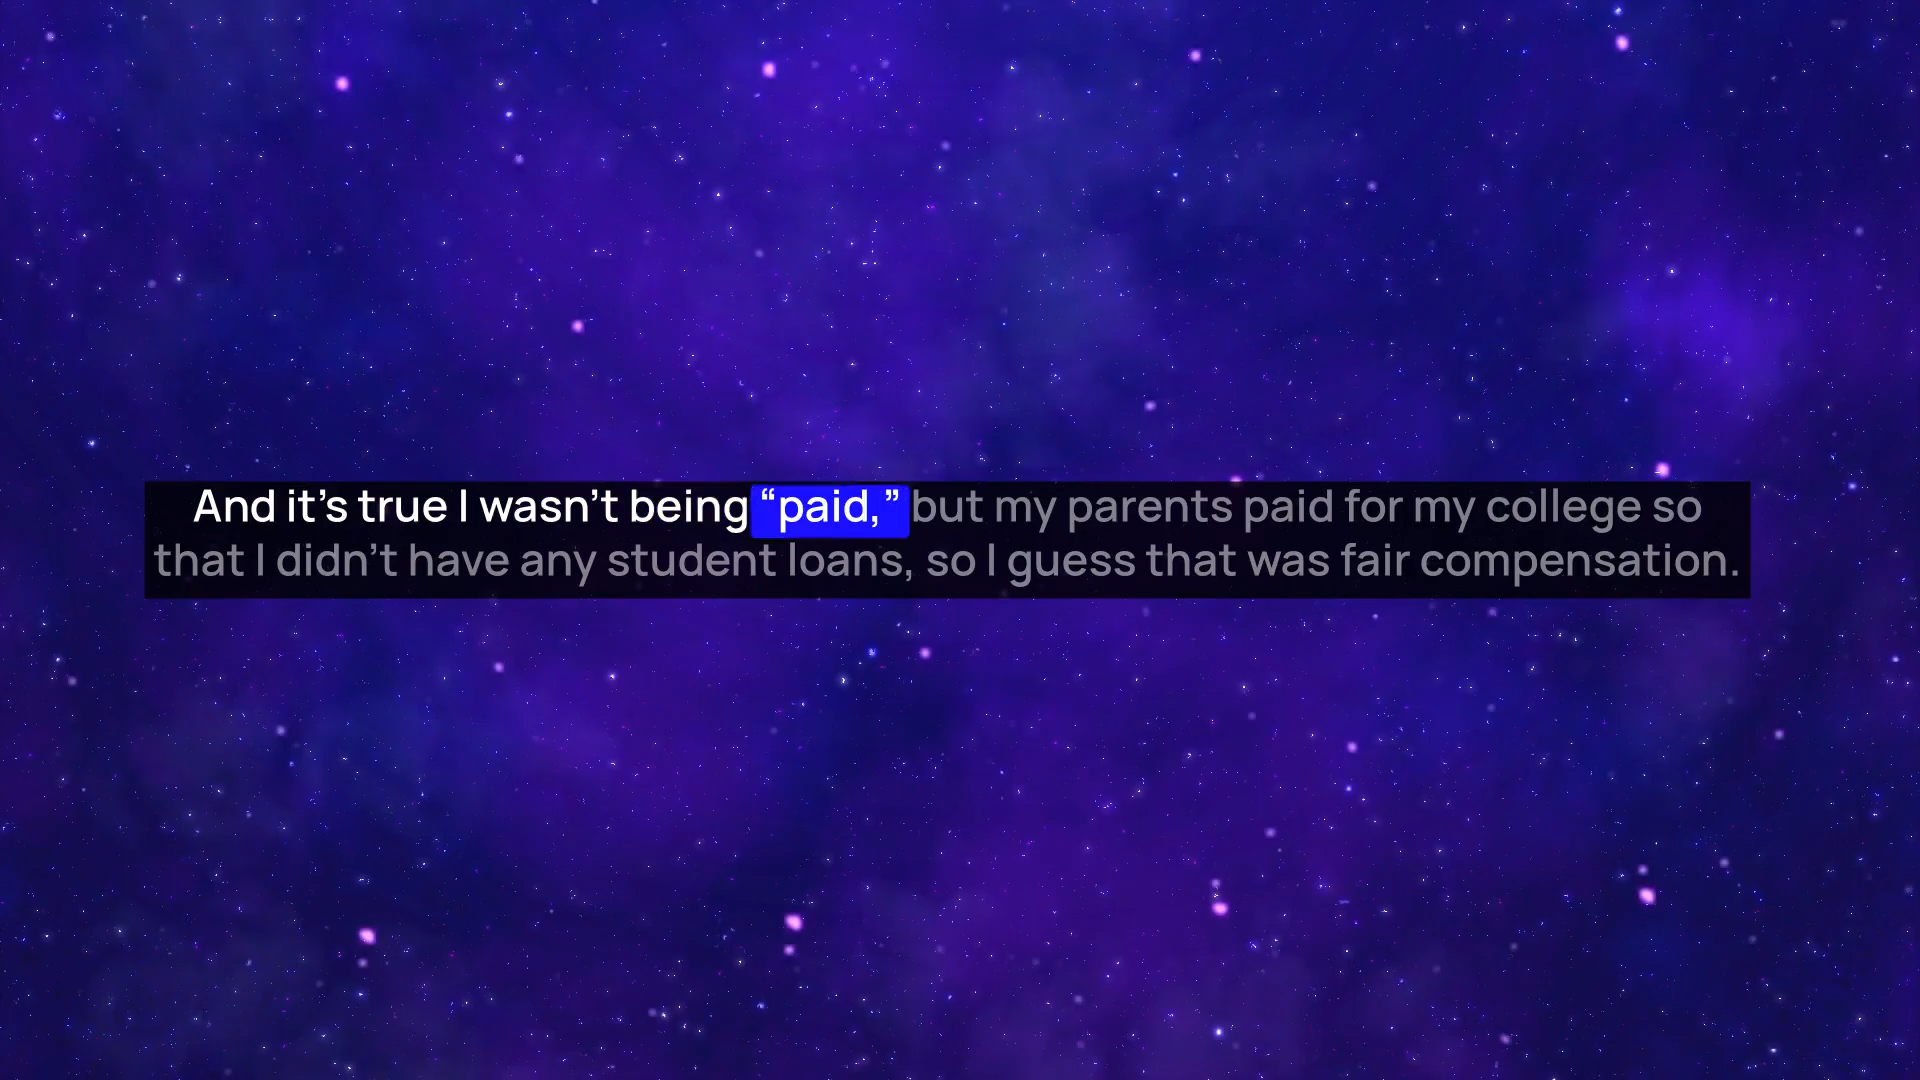 And it’s true I wasn’t being “paid,” but my parents paid for my college so
that I didn’t have any student loans, so I guess that was fair compensation.